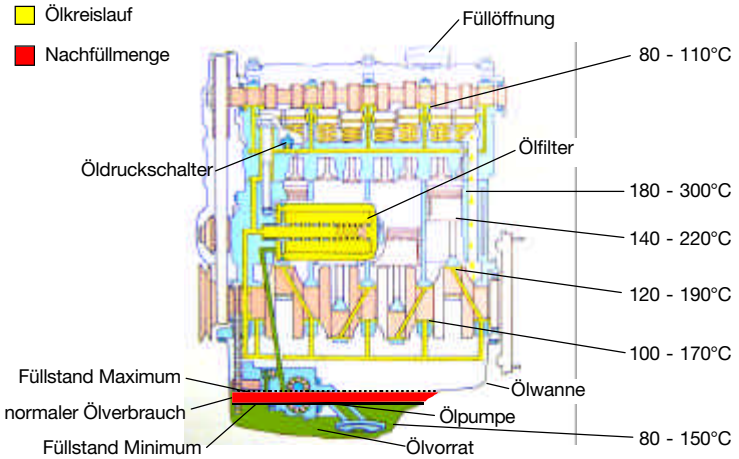 Ölkreislauf
Nachfüllmenge
Füllöffnung
80 - 110°C
Öldruckschalter
Ölfilter
180 - 300°C
140 - 220°C
120 - 190°C
100 - 170°C
Füllstand Maximum
normaler Ölverbrauch
Füllstand Minimum
Ölwanne
Ölpumpe
Ölvorrat
80 - 150°C